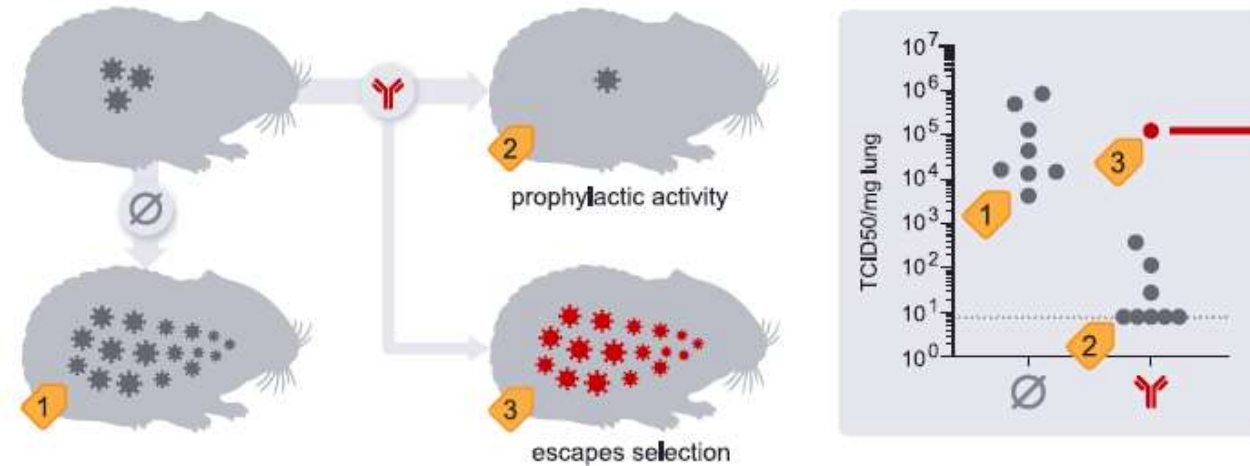 2
prophylactic activity
Ø
1
3
escapes selection
TCID50/mg lung
10⁷
10⁶
10⁵
10⁴
10³
10²
10¹
10⁰
1
3
2
Ø